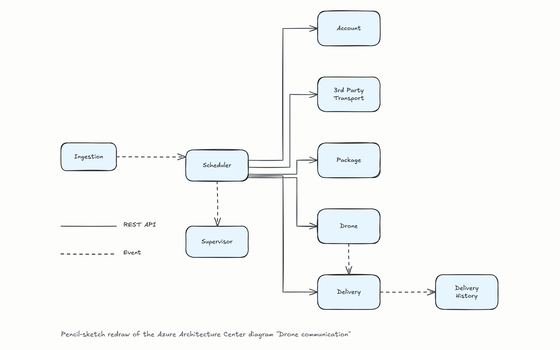 Account
3rd Party
Transport
Ingestion
Scheduler
Package
REST API
Drone
Supervisor
Event
Delivery
Delivery
History
Pencil-sketch redraw of the Azure Architecture Center diagram "Drone communication"